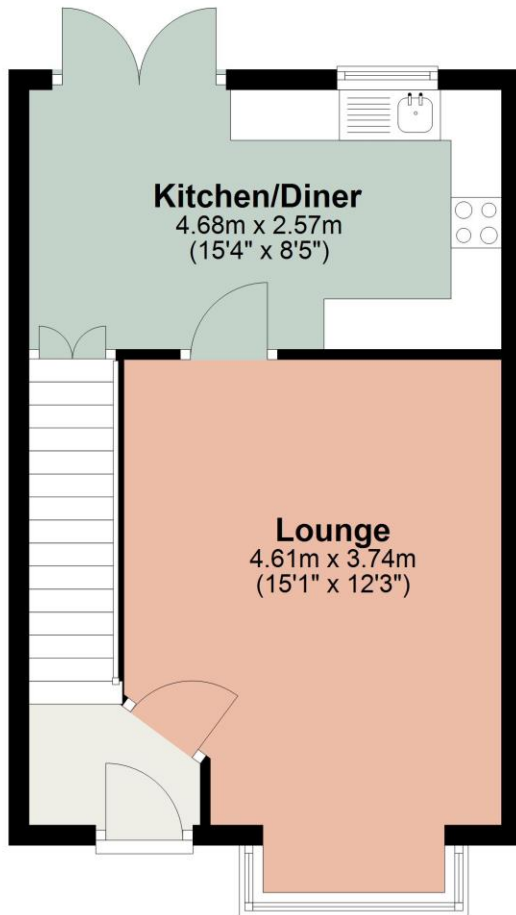 Kitchen/Diner
4.68m x 2.57m
(15'4" x 8'5")
Lounge
4.61m x 3.74m
(15'1" x 12'3")